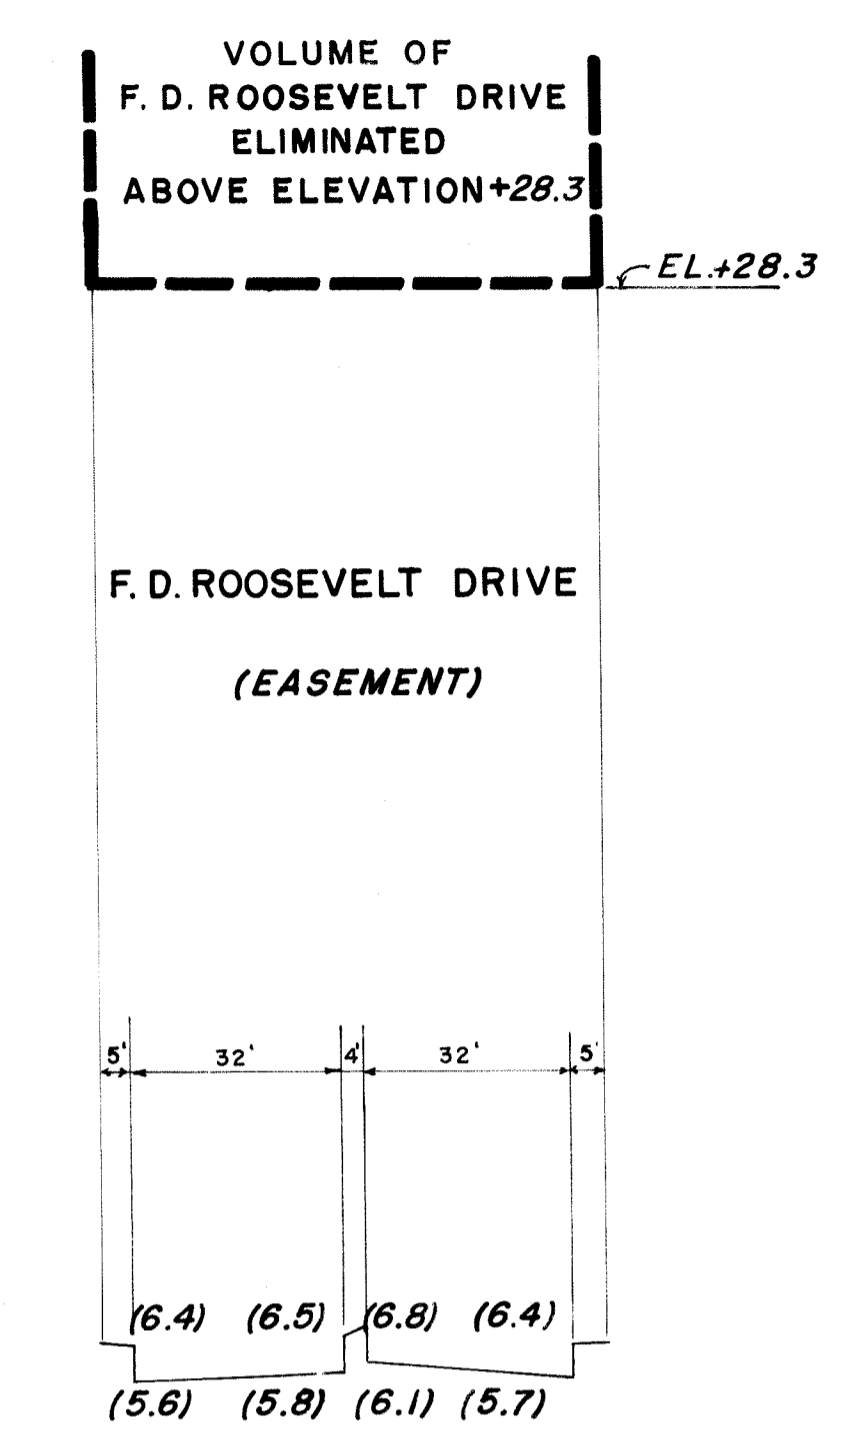 VOLUME OF
F. D. ROOSEVELT DRIVE
ELIMINATED
ABOVE ELEVATION +28.3
EL.+28.3
F. D. ROOSEVELT DRIVE
(EASEMENT)
5' 32' 4' 32' 5'
(6.4) (6.5) (6.8) (6.4)
(5.6) (5.8) (6.1) (5.7)